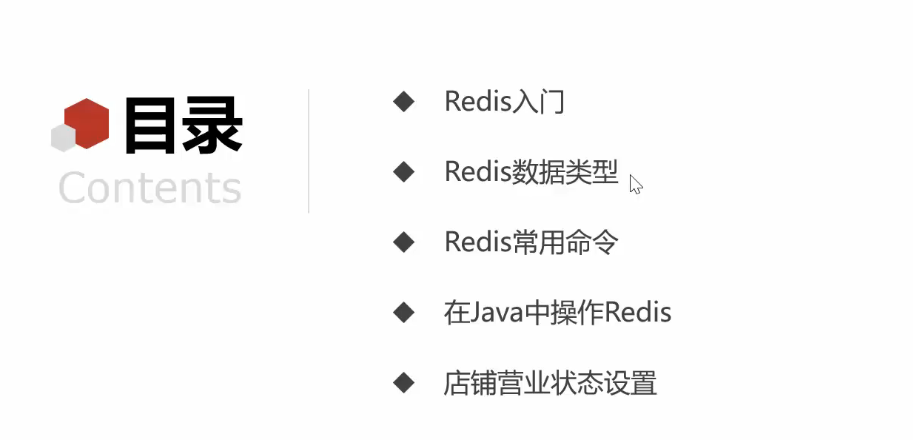 目录
Contents
Redis入门
Redis数据类型
Redis常用命令
在Java中操作Redis
店铺营业状态设置